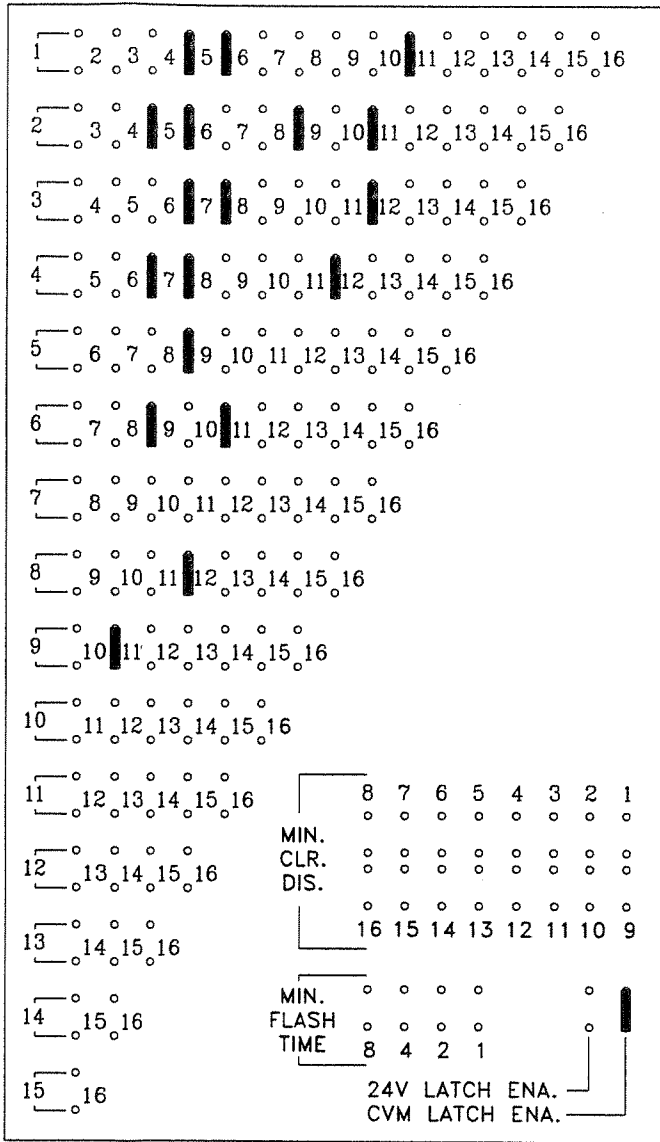 1 2 3 4 5 6 7 8 9 10 11 12 13 14 15 16
2 3 4 5 6 7 8 9 10 11 12 13 14 15 16
3 4 5 6 7 8 9 10 11 12 13 14 15 16
4 5 6 7 8 9 10 11 12 13 14 15 16
5 6 7 8 9 10 11 12 13 14 15 16
6 7 8 9 10 11 12 13 14 15 16
7 8 9 10 11 12 13 14 15 16
8 9 10 11 12 13 14 15 16
9 10 11 12 13 14 15 16
10 11 12 13 14 15 16
11 12 13 14 15 16
12 13 14 15 16
13 14 15 16
14 15 16
15 16
8 7 6 5 4 3 2 1
MIN.
CLR.
DIS.
16 15 14 13 12 11 10 9
MIN.
FLASH
TIME
8 4 2 1
24V LATCH ENA.
CVM LATCH ENA.